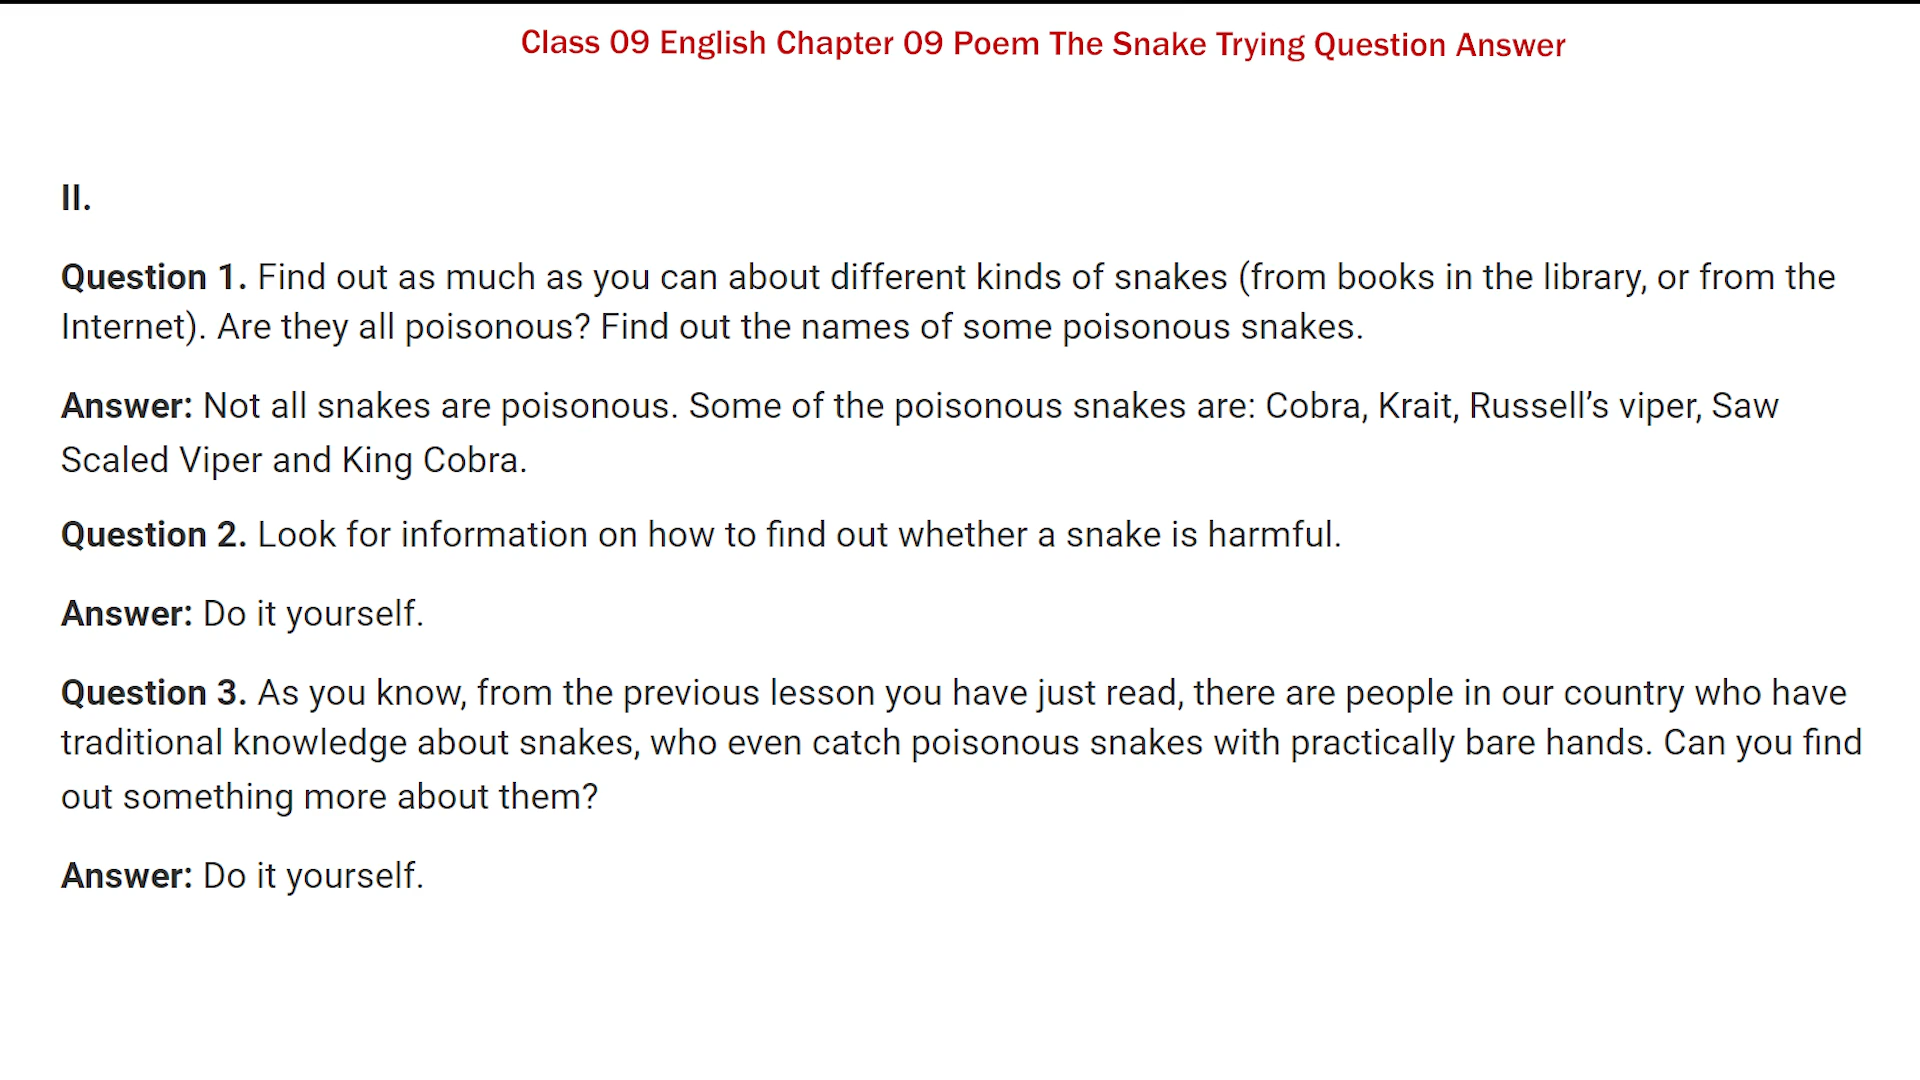 Class 09 English Chapter 09 Poem The Snake Trying Question Answer
II.
Question 1. Find out as much as you can about different kinds of snakes (from books in the library, or from the
Internet). Are they all poisonous? Find out the names of some poisonous snakes.
Answer: Not all snakes are poisonous. Some of the poisonous snakes are: Cobra, Krait, Russell’s viper, Saw
Scaled Viper and King Cobra.
Question 2. Look for information on how to find out whether a snake is harmful.
Answer: Do it yourself.
Question 3. As you know, from the previous lesson you have just read, there are people in our country who have
traditional knowledge about snakes, who even catch poisonous snakes with practically bare hands. Can you find
out something more about them?
Answer: Do it yourself.